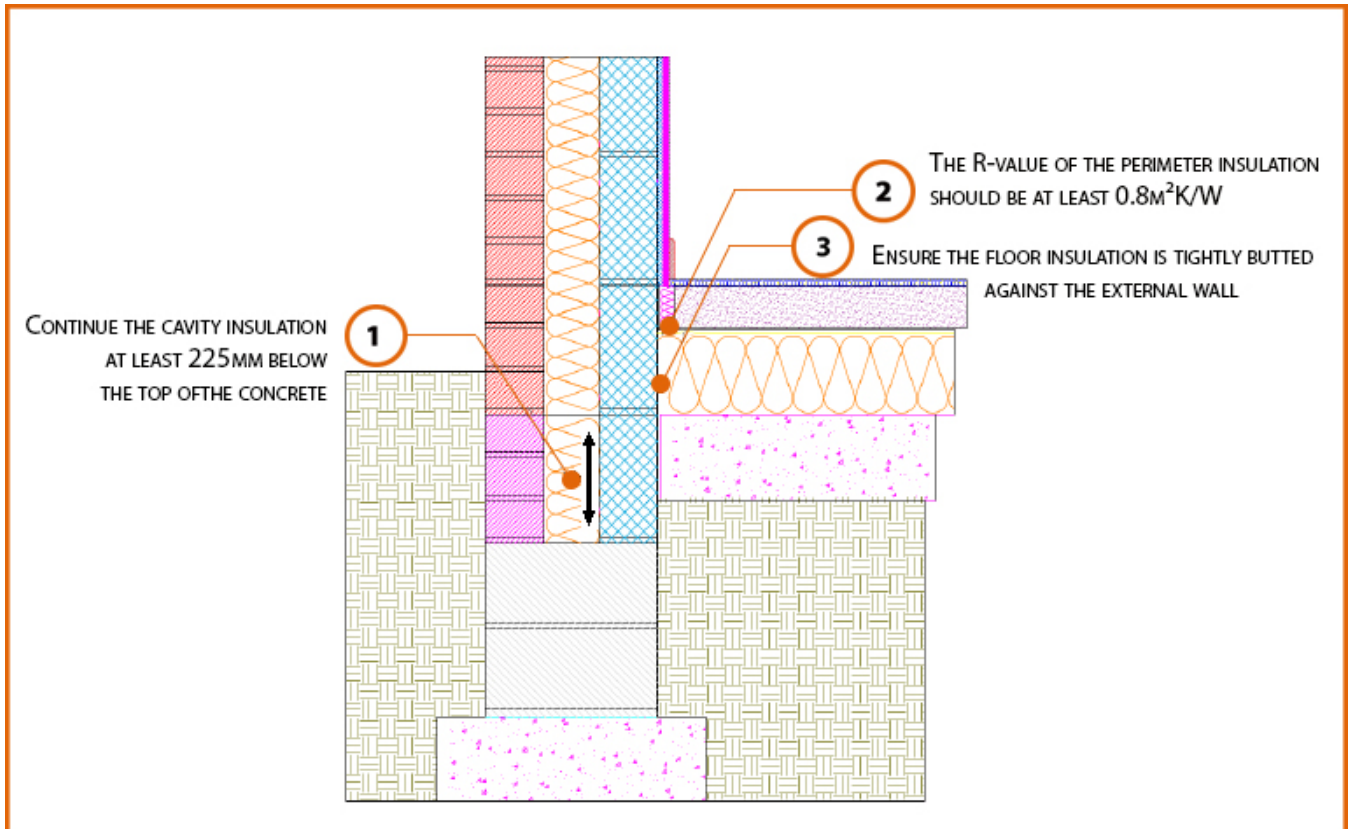 1
Continue the cavity insulation
at least 225mm below
the top ofthe concrete
2
The R-value of the perimeter insulation
should be at least 0.8m²K/W
3
Ensure the floor insulation is tightly butted
against the external wall